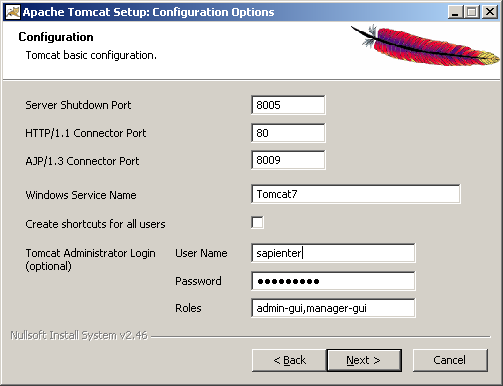 Apache Tomcat Setup: Configuration Options
Configuration
Tomcat basic configuration.
Server Shutdown Port 8005
HTTP/1.1 Connector Port 80
AJP/1.3 Connector Port 8009
Windows Service Name Tomcat7
Create shortcuts for all users
Tomcat Administrator Login User Name sapienter
(optional)
Password ●●●●●●●●●
Roles admin-gui,manager-gui
Nullsoft Install System v2.46
< Back Next > Cancel